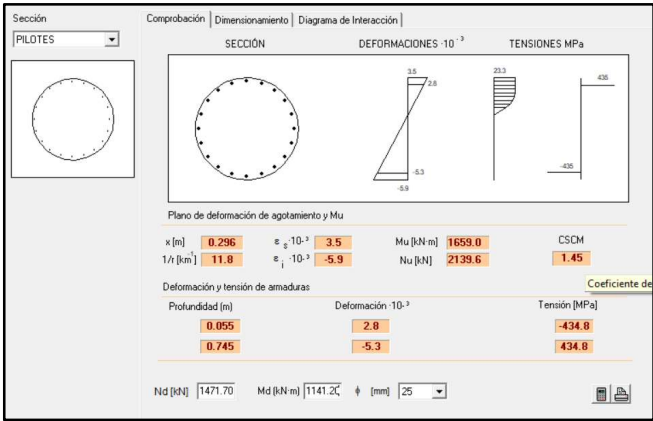 Sección
PILOTES
Comprobación Dimensionamiento Diagrama de Interacción
SECCIÓN DEFORMACIONES ·10 -3 TENSIONES MPa
3.5 23.3
2.8 435
-5.3 -435
-5.9
Plano de deformación de agotamiento y Mu
x [m] 0.296 ε s ·10-³ 3.5 Mu [kN·m] 1659.0 CSCM
1/r [km-1] 11.8 ε i ·10-³ -5.9 Nu [kN] 2139.6 1.45
Coeficiente de
Deformación y tensión de armaduras
Profundidad (m) Deformación ·10-³ Tensión [MPa]
0.055 2.8 -434.8
0.745 -5.3 434.8
Nd [kN] 1471.70 Md (kN·m) 1141.20 ϕ [mm] 25